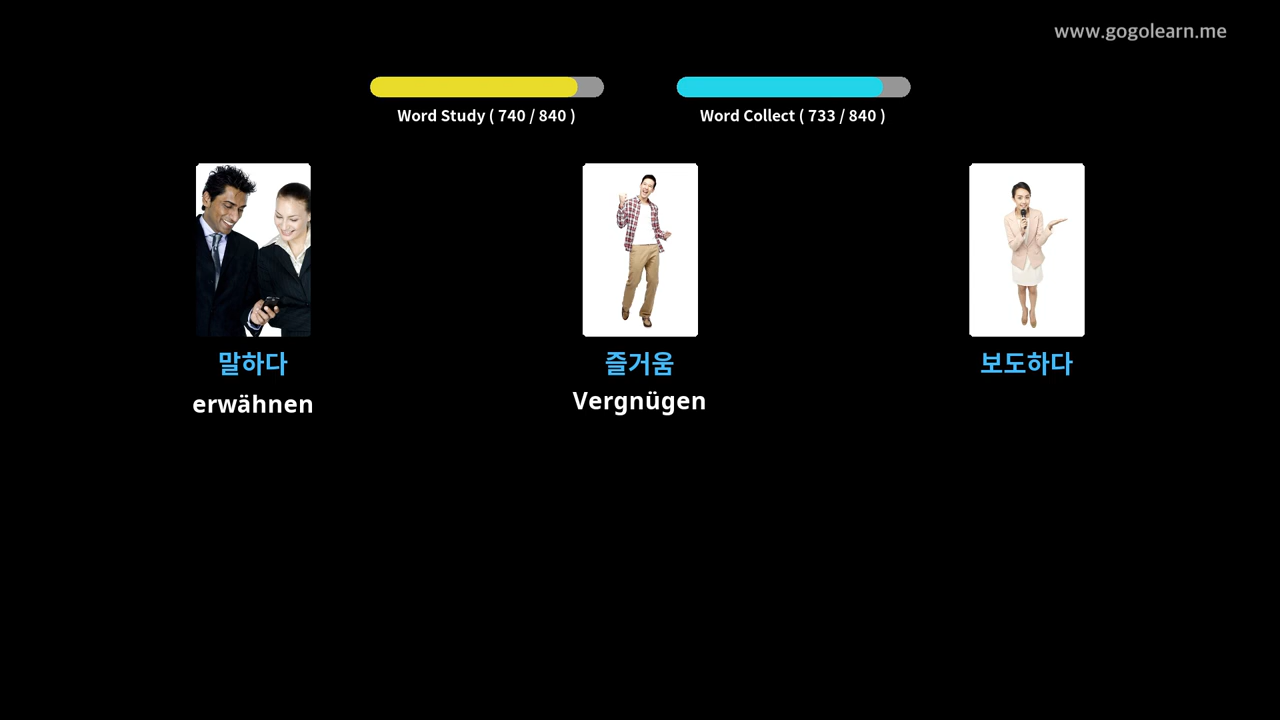 www.gogolearn.me
Word Study ( 740 / 840 )
Word Collect ( 733 / 840 )
말하다
즐거움
보도하다
erwähnen
Vergnügen